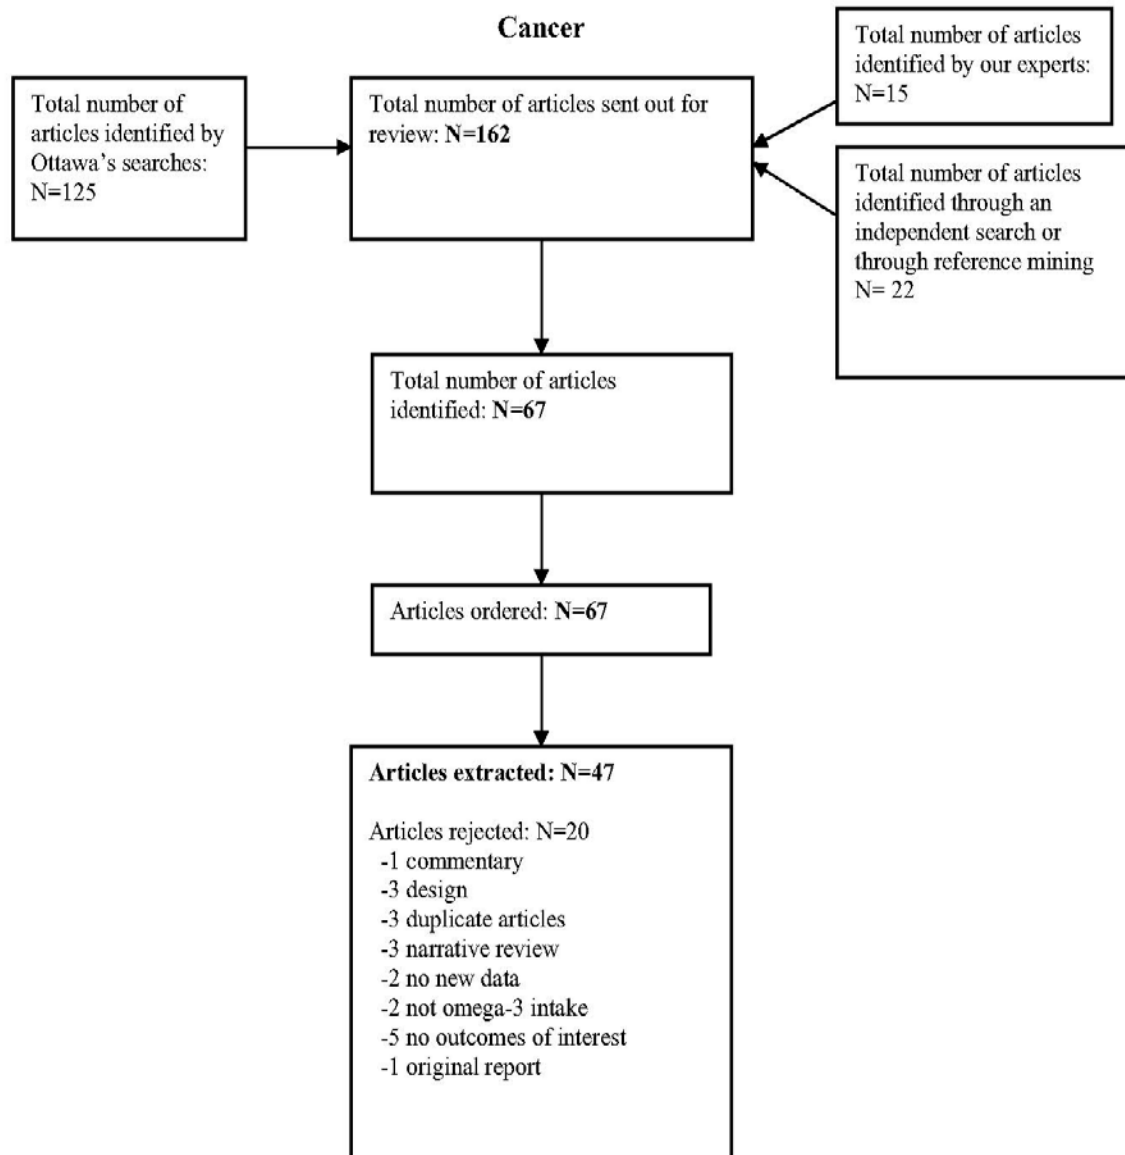 Cancer
Total number of
articles identified by
Ottawa's searches:
N=125
Total number of articles sent out for
review: N=162
Total number of articles
identified by our experts:
N=15
Total number of articles
identified through an
independent search or
through reference mining
N= 22
Total number of articles
identified: N=67
Articles ordered: N=67
Articles extracted: N=47
Articles rejected: N=20
-1 commentary
-3 design
-3 duplicate articles
-3 narrative review
-2 no new data
-2 not omega-3 intake
-5 no outcomes of interest
-1 original report